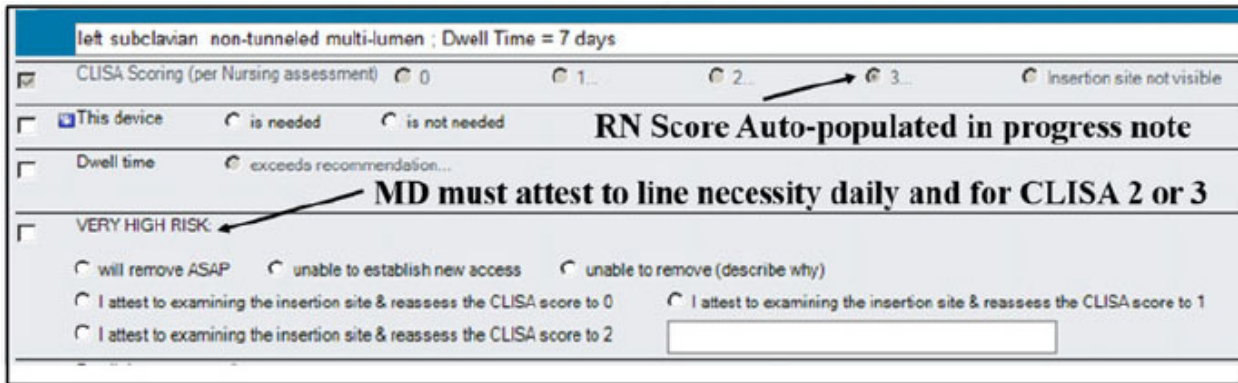 left subclavian non-tunneled multi-lumen ; Dwell Time = 7 days
CLISA Scoring (per Nursing assessment) 0 1... 2... 3... Insertion site not visible
This device is needed is not needed
RN Score Auto-populated in progress note
Dwell time exceeds recommendation...
MD must attest to line necessity daily and for CLISA 2 or 3
VERY HIGH RISK:
will remove ASAP unable to establish new access unable to remove (describe why)
I attest to examining the insertion site & reassess the CLISA score to 0 I attest to examining the insertion site & reassess the CLISA score to 1
I attest to examining the insertion site & reassess the CLISA score to 2